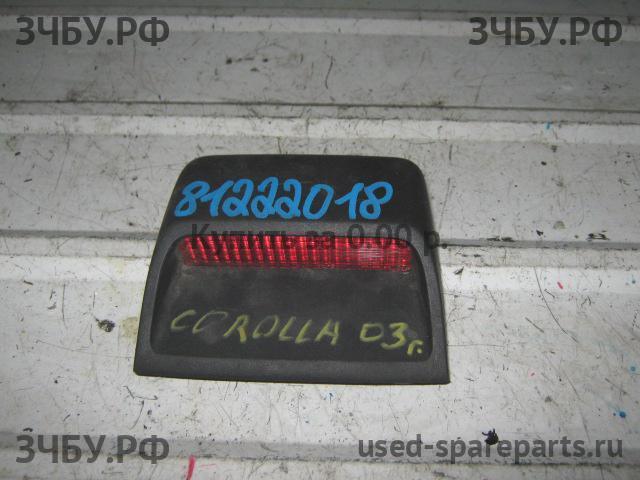 ЗЧБУ.РФ ЗЧБУ.РФ
81222018
Купить за 0.00 р.
COROLLA 03г.
ЗЧБУ.РФ used-spareparts.ru